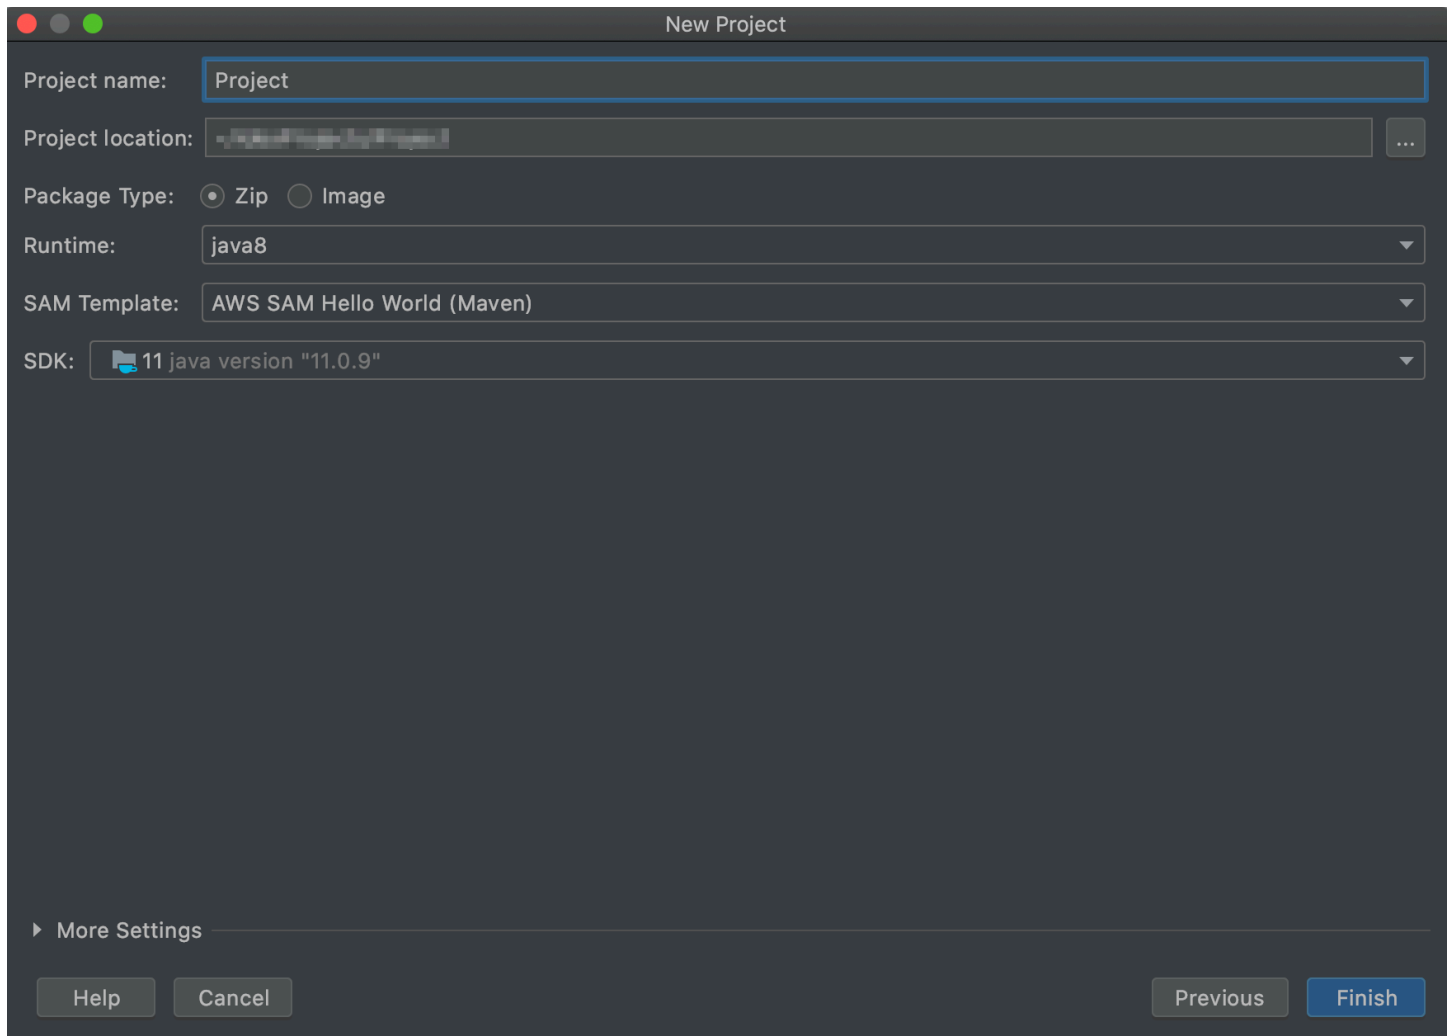 New Project
Project name: Project
Project location: ...
Package Type: Zip Image
Runtime: java8
SAM Template: AWS SAM Hello World (Maven)
SDK: 11 java version "11.0.9"
More Settings
Help Cancel Previous Finish